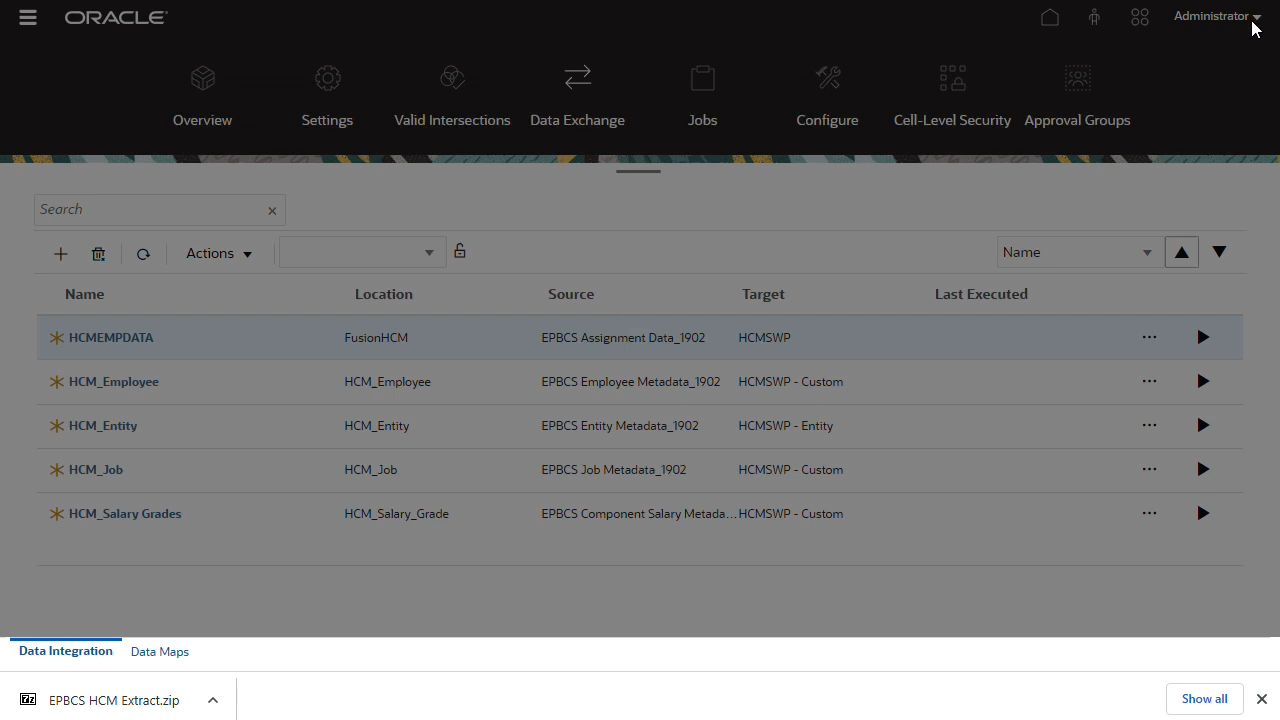 ORACLE
Administrator
Overview Settings Valid Intersections Data Exchange Jobs Configure Cell-Level Security Approval Groups
Search
Actions Name
Name Location Source Target Last Executed
HCMEMPDATA FusionHCM EPBCS Assignment Data_1902 HCMSWP
HCM_Employee HCM_Employee EPBCS Employee Metadata_1902 HCMSWP - Custom
HCM_Entity HCM_Entity EPBCS Entity Metadata_1902 HCMSWP - Entity
HCM_Job HCM_Job EPBCS Job Metadata_1902 HCMSWP - Custom
HCM_Salary Grades HCM_Salary_Grade EPBCS Component Salary Metada... HCMSWP - Custom
Data Integration Data Maps
EPBCS HCM Extract.zip Show all